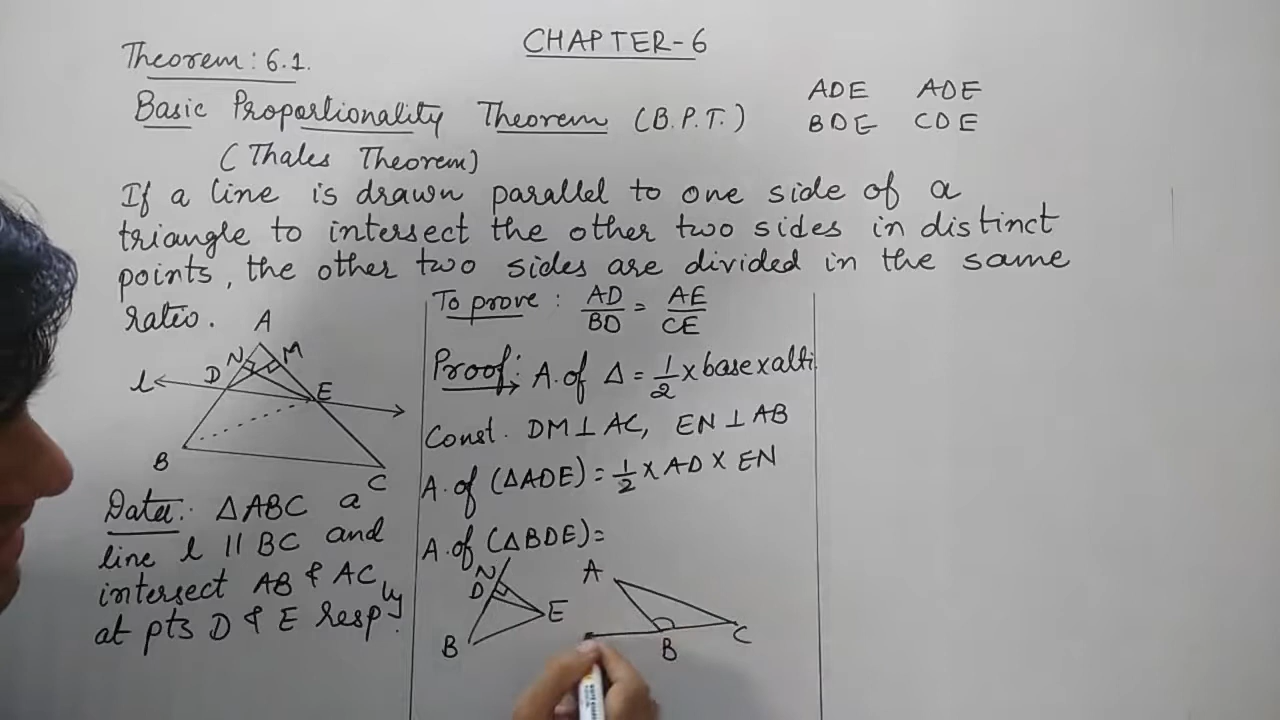 CHAPTER-6
Theorem: 6.1.
Basic Proportionality Theorem (B.P.T.)
ADE ADE
BDE CDE
(Thales Theorem)
If a line is drawn parallel to one side of a
triangle to intersect the other two sides in distinct
points, the other two sides are divided in the same
ratio.
A
N M
l D E
B
C
Data: ΔABC a
line l || BC and
intersect AB & AC
at pts D & E resp.ly
To prove : AD/BD = AE/CE
Proof: A. of Δ = 1/2 x base x alti
Const. DM ⊥ AC, EN ⊥ AB
A. of (ΔADE) = 1/2 x AD x EN
A. of (ΔBDE) =
N
D E
B
A
B C